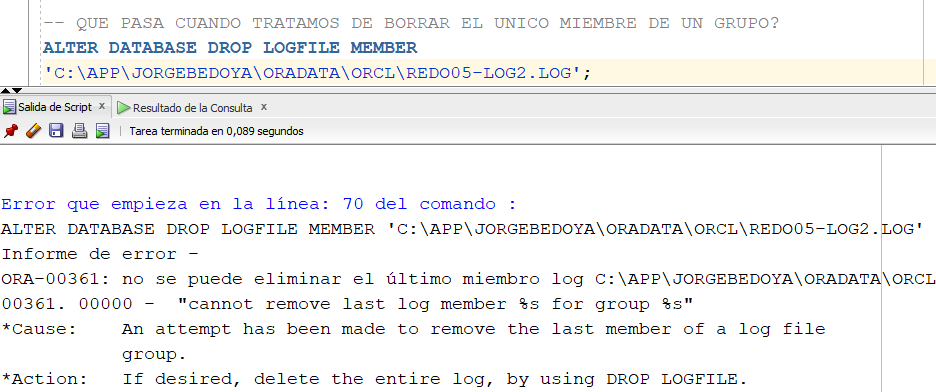 -- QUE PASA CUANDO TRATAMOS DE BORRAR EL UNICO MIEMBRE DE UN GRUPO?
ALTER DATABASE DROP LOGFILE MEMBER
'C:\APP\JORGEBEDOYA\ORADATA\ORCL\REDO05-LOG2.LOG';
Salida de Script x Resultado de la Consulta x
Tarea terminada en 0,089 segundos
Error que empieza en la línea: 70 del comando :
ALTER DATABASE DROP LOGFILE MEMBER 'C:\APP\JORGEBEDOYA\ORADATA\ORCL\REDO05-LOG2.LOG'
Informe de error -
ORA-00361: no se puede eliminar el último miembro log C:\APP\JORGEBEDOYA\ORADATA\ORCL
00361. 00000 -  "cannot remove last log member %s for group %s"
*Cause:    An attempt has been made to remove the last member of a log file
           group.
*Action:   If desired, delete the entire log, by using DROP LOGFILE.